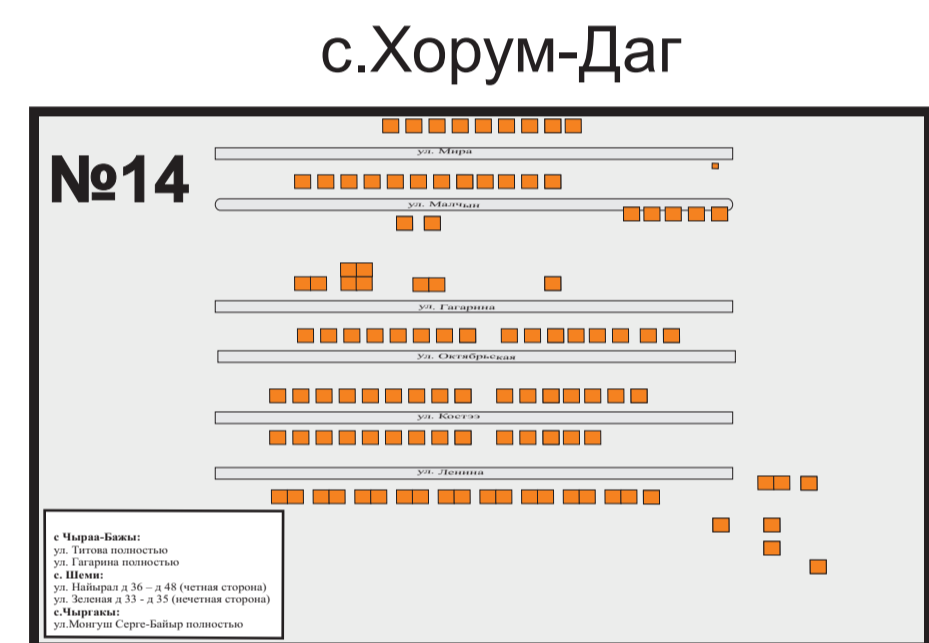 с.Хорум-Даг
№14
ул. Мира
ул. Малчын
ул. Гагарина
ул. Октябрьская
ул. Костээ
ул. Ленина
с Чыраа-Бажы:
ул. Титова полностью
ул. Гагарина полностью
с. Шеми:
ул. Найырал д 36 – д 48 (четная сторона)
ул. Зеленая д 33 - д 35 (нечетная сторона)
с.Чыргакы:
ул.Монгуш Серге-Байыр полностью